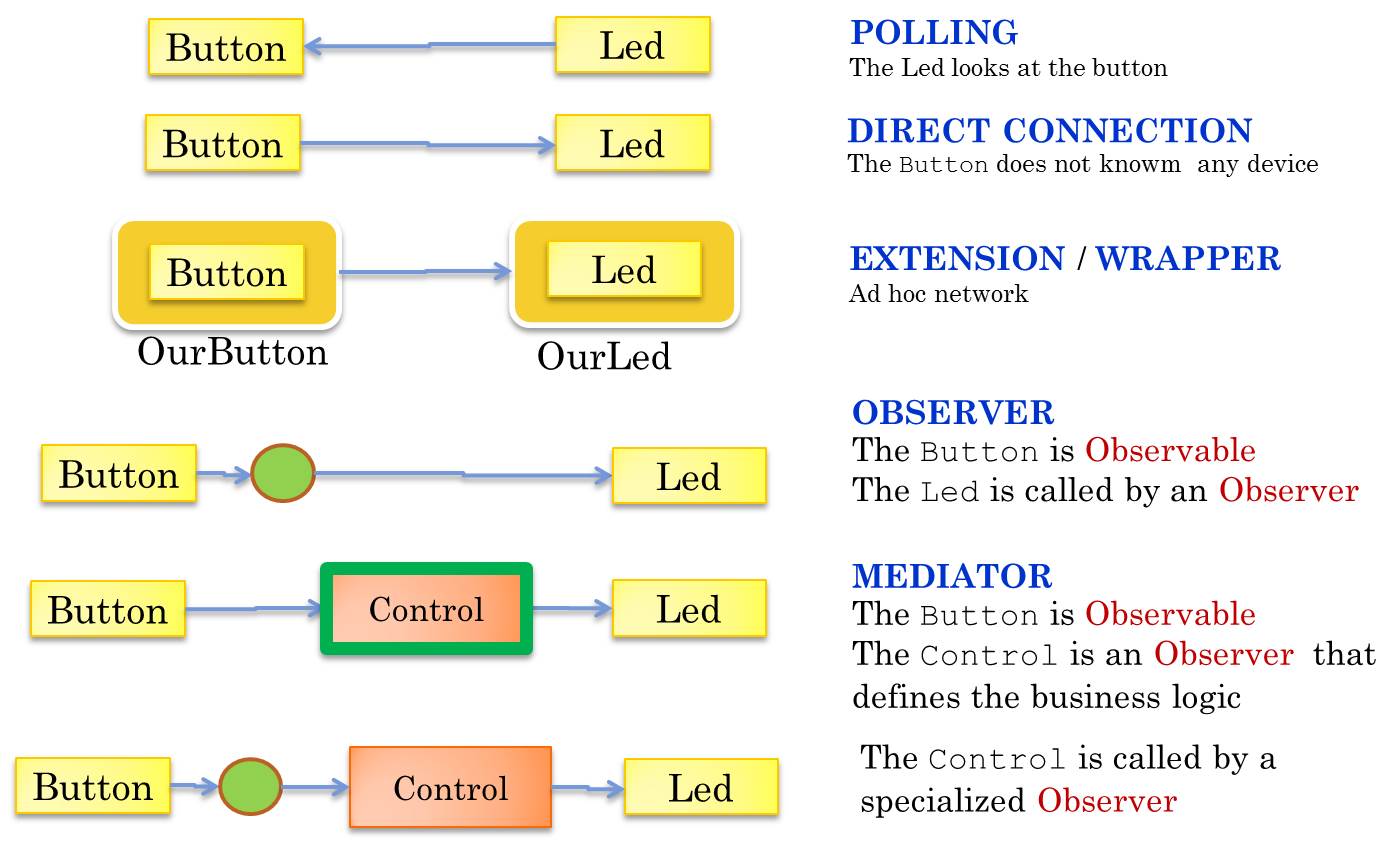 Button
Led
POLLING
The Led looks at the button
Button
Led
DIRECT CONNECTION
The Button does not knowm any device
Button
Led
OurButton
OurLed
EXTENSION / WRAPPER
Ad hoc network
Button
Led
OBSERVER
The Button is Observable
The Led is called by an Observer
Button
Control
Led
MEDIATOR
The Button is Observable
The Control is an Observer that
defines the business logic
Button
Control
Led
The Control is called by a
specialized Observer